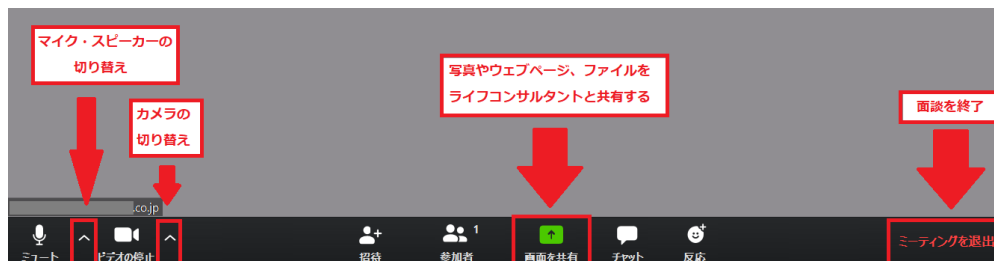 マイク・スピーカーの
切り替え
カメラの
切り替え
写真やウェブページ、ファイルを
ライフコンサルタントと共有する
面談を終了
.co.jp
ミュート
ビデオの停止
招待
参加者
1
画面を共有
チャット
反応
ミーティングを退出